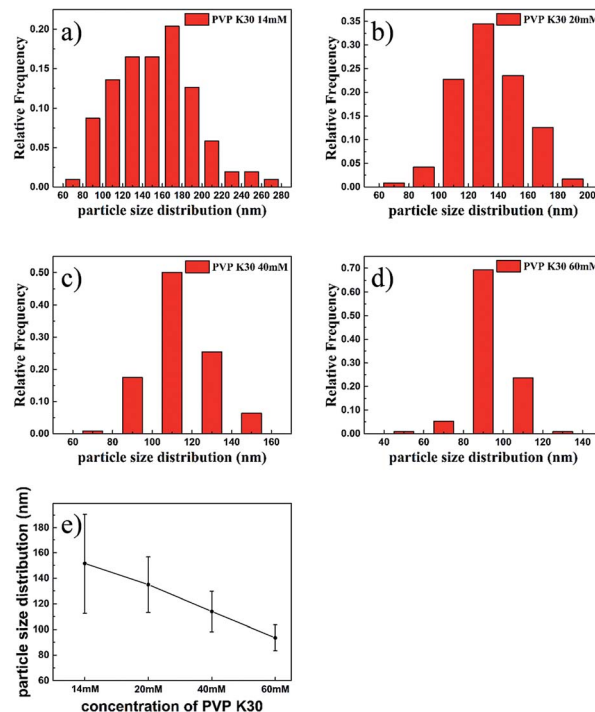 a)
PVP K30 14mM
Relative Frequency
0.20
0.15
0.10
0.05
0.00
60 80 100 120 140 160 180 200 220 240 260 280
particle size distribution (nm)
b)
PVP K30 20mM
Relative Frequency
0.35
0.30
0.25
0.20
0.15
0.10
0.05
0.00
60 80 100 120 140 160 180 200
particle size distribution (nm)
c)
PVP K30 40mM
Relative Frequency
0.50
0.40
0.30
0.20
0.10
0.00
60 80 100 120 140 160
particle size distribution (nm)
d)
PVP K30 60mM
Relative Frequency
0.70
0.60
0.50
0.40
0.30
0.20
0.10
0.00
40 60 80 100 120 140
particle size distribution (nm)
e)
particle size distribution (nm)
180
160
140
120
100
80
60
14mM 20mM 40mM 60mM
concentration of PVP K30